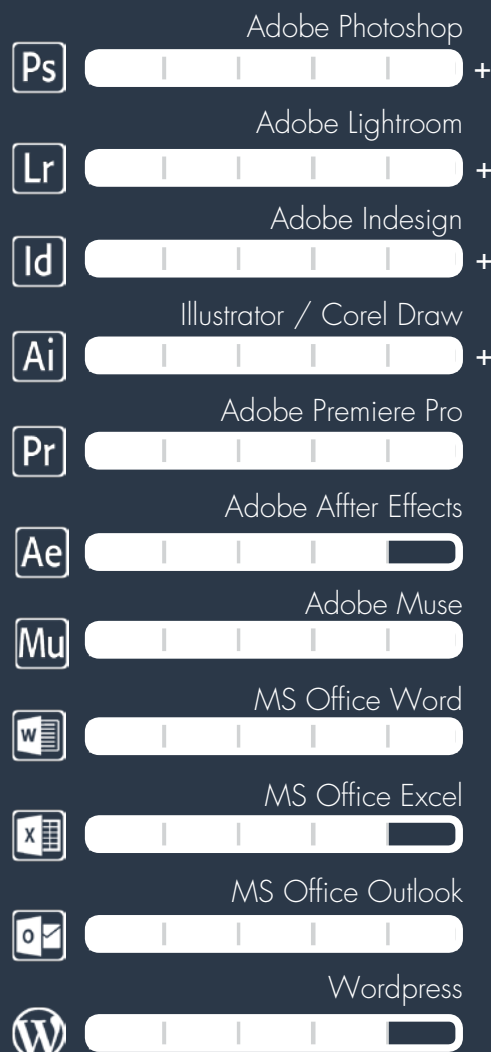 Adobe Photoshop
Ps
+
Adobe Lightroom
Lr
+
Adobe Indesign
Id
+
Illustrator / Corel Draw
Ai
+
Adobe Premiere Pro
Pr
Adobe Affter Effects
Ae
Adobe Muse
Mu
MS Office Word
W
MS Office Excel
X
MS Office Outlook
O
Wordpress
W